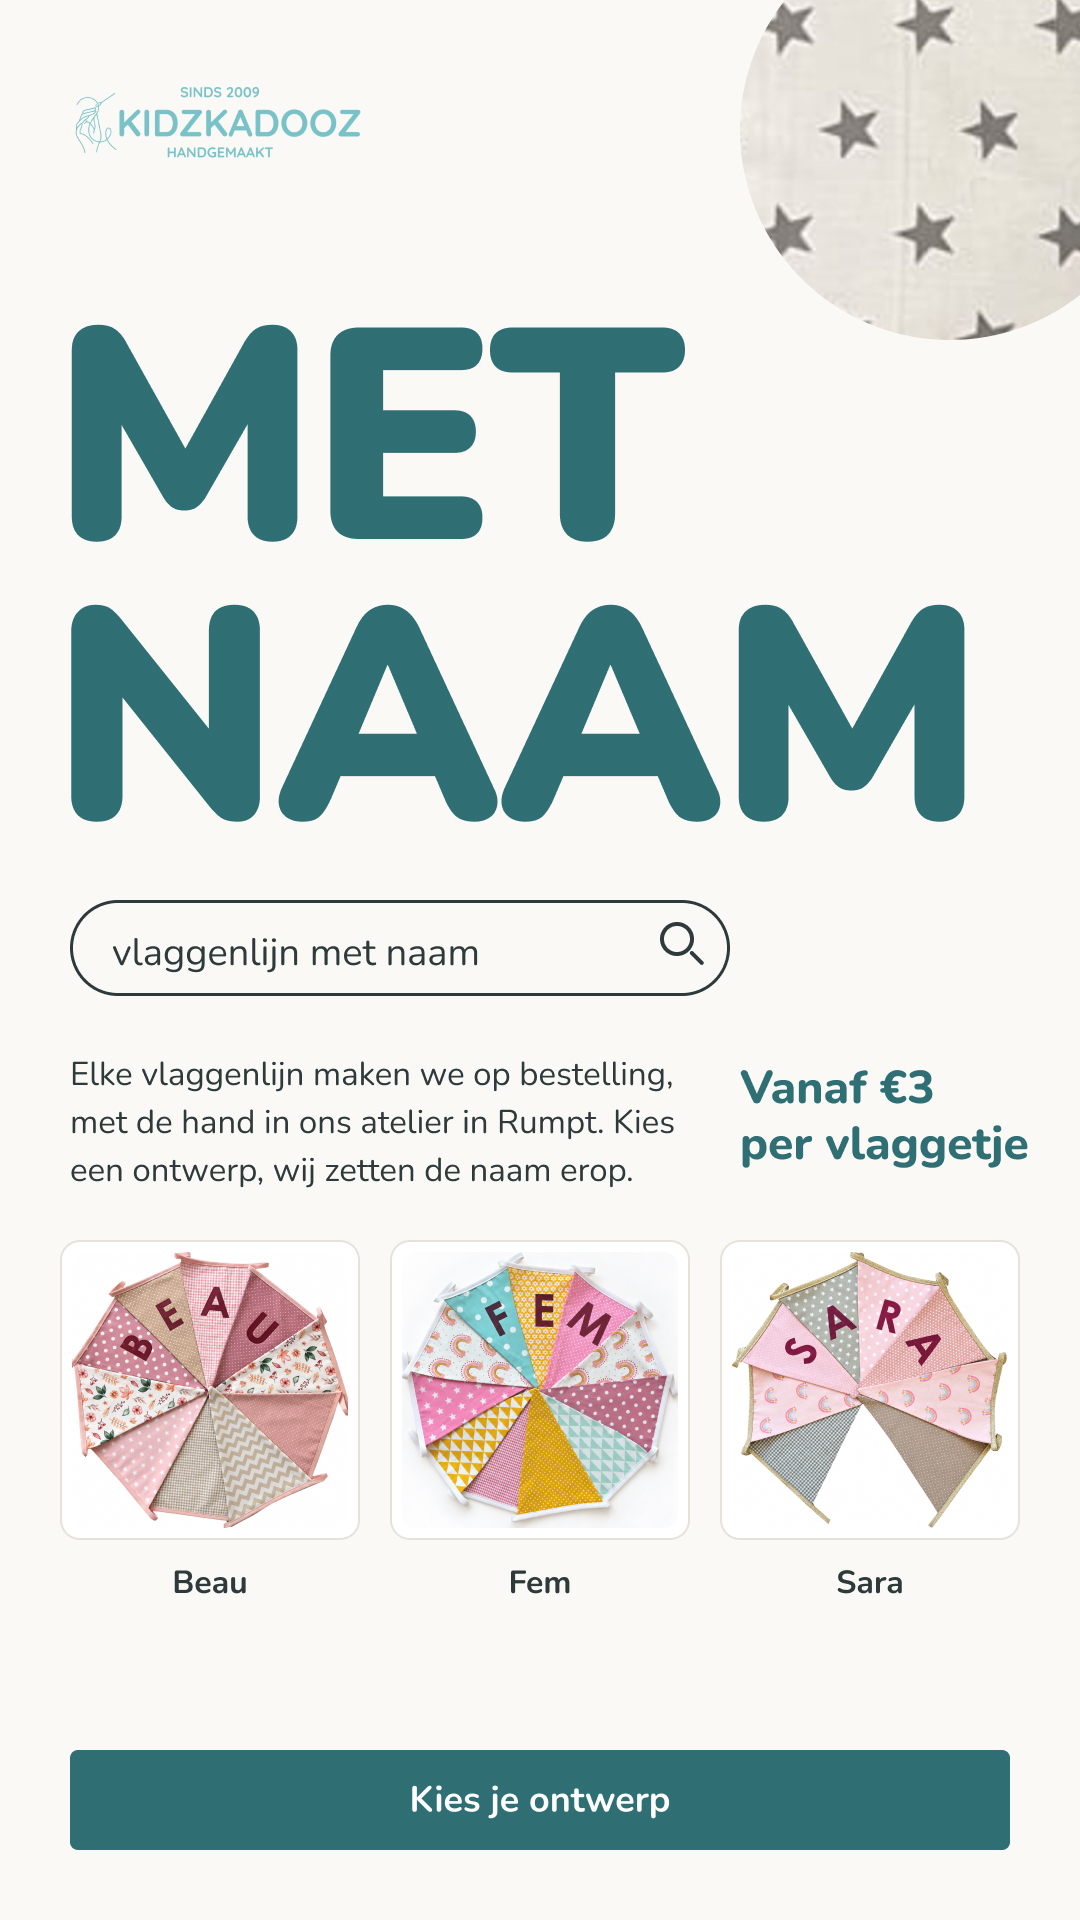 SINDS 2009
KIDZKADOOZ
HANDGEMAAKT
MET
NAAM
vlaggenlijn met naam
Elke vlaggenlijn maken we op bestelling,
met de hand in ons atelier in Rumpt. Kies
een ontwerp, wij zetten de naam erop.
Vanaf €3
per vlaggetje
BEAU
FEM
SARA
Beau
Fem
Sara
Kies je ontwerp